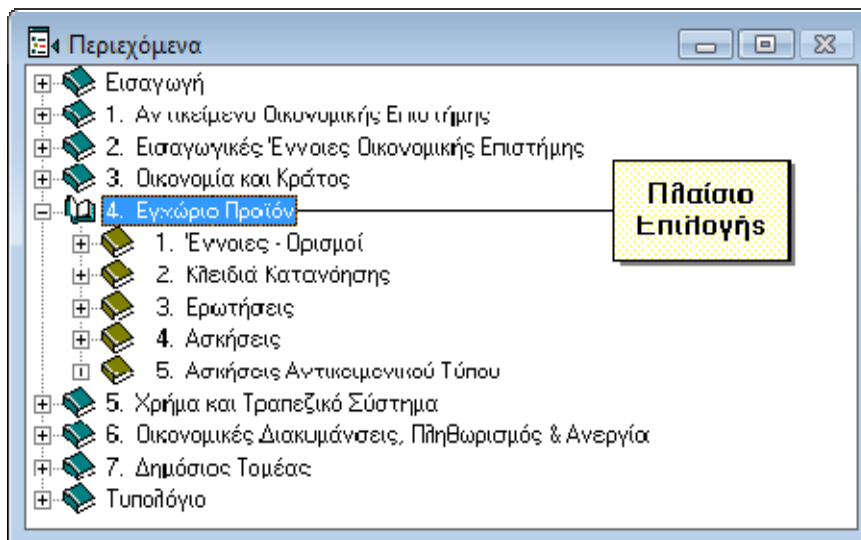 Περιεχόμενα
Εισαγωγή
1. Αντικείμενο Οικονομικής Επιστήμης
2. Εισαγωγικές Έννοιες Οικονομικής Επιστήμης
3. Οικονομία και Κράτος
4. Εγχώριο Προϊόν
Πλαίσιο
Επιλογής
1. Έννοιες - Ορισμοί
2. Κλειδιά Κατανόησης
3. Ερωτήσεις
4. Ασκήσεις
5. Ασκήσεις Αντικειμενικού Τύπου
5. Χρήμα και Τραπεζικό Σύστημα
6. Οικονομικές Διακυμάνσεις, Πληθωρισμός & Ανεργία
7. Δημόσιος Τομέας
Τυπολόγιο